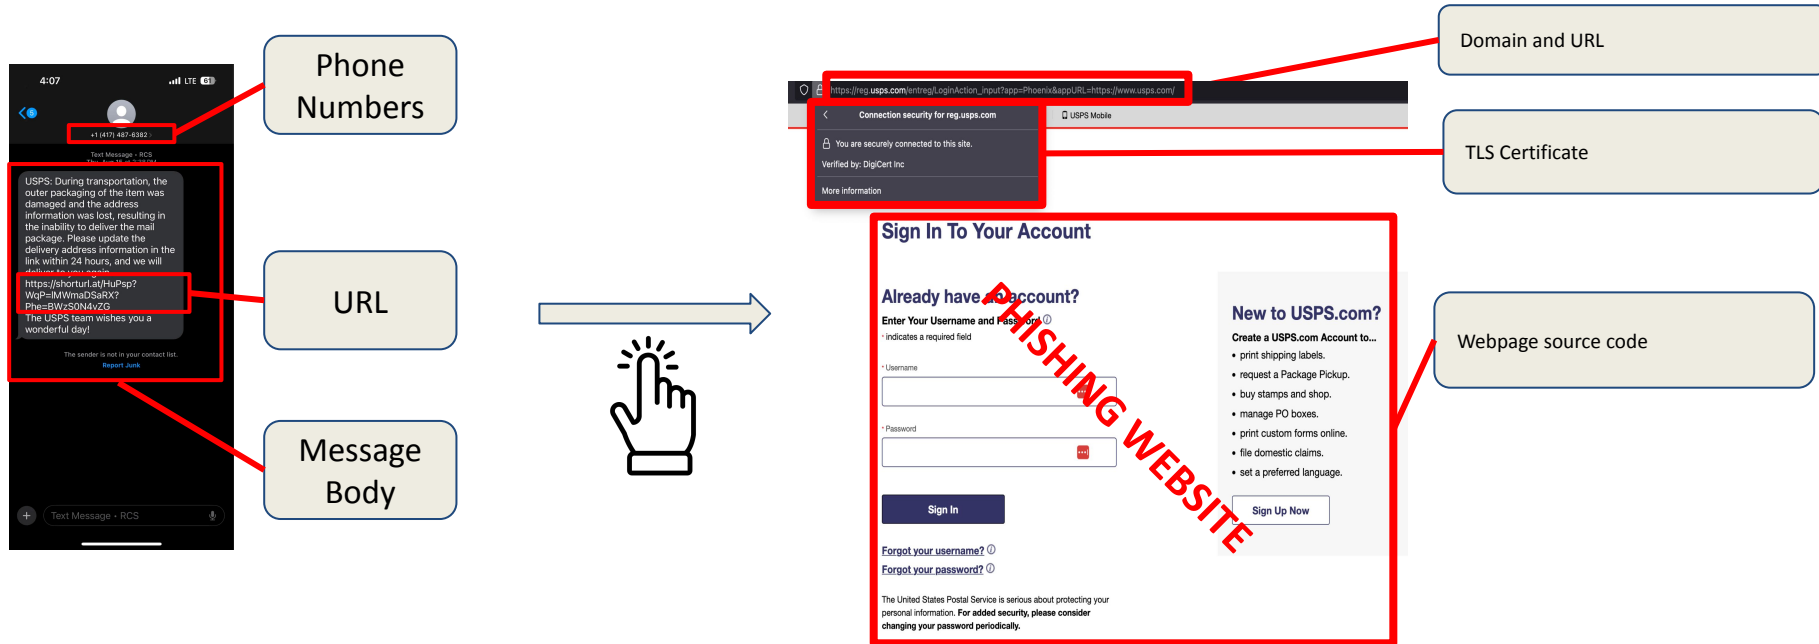 Phone
Numbers
URL
Message
Body
4:07
LTE 61
5
+1 (417) 487-6382 >
Text Message • RCS
USPS: During transportation, the
outer packaging of the item was
damaged and the address
information was lost, resulting in
the inability to deliver the mail
package. Please update the
delivery address information in the
link within 24 hours, and we will
deliver to you again.
https://shorturl.at/HuPsp?
WqP=IMWmaDSaRX?
Phe=BWzS0N4vZG
The USPS team wishes you a
wonderful day!
The sender is not in your contact list.
Report Junk
Text Message • RCS
Domain and URL
TLS Certificate
Webpage source code
https://reg.usps.com/entreg/LoginAction_input?app=Phoenix&appURL=https://www.usps.com/
Connection security for reg.usps.com
USPS Mobile
You are securely connected to this site.
Verified by: DigiCert Inc
More information
Sign In To Your Account
Already have an account?
Enter Your Username and Password
* indicates a required field
* Username
* Password
Sign In
Forgot your username?
Forgot your password?
The United States Postal Service is serious about protecting your
personal information. For added security, please consider
changing your password periodically.
New to USPS.com?
Create a USPS.com Account to...
• print shipping labels.
• request a Package Pickup.
• buy stamps and shop.
• manage PO boxes.
• print custom forms online.
• file domestic claims.
• set a preferred language.
Sign Up Now
PHISHING WEBSITE